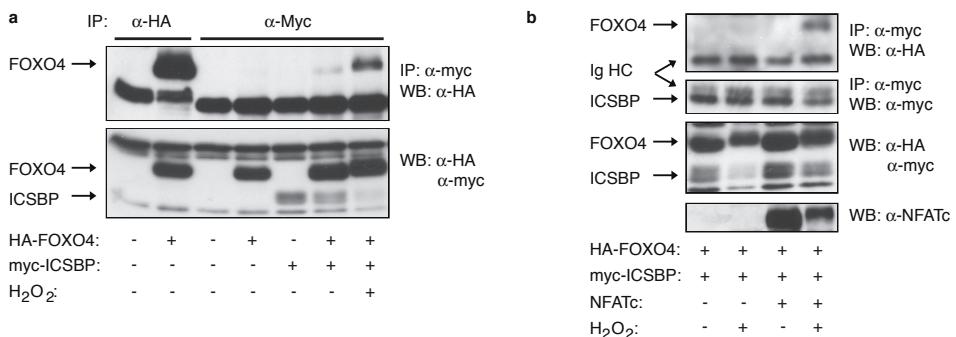 a
IP: α-HA α-Myc
FOXO4
IP: α-myc
WB: α-HA
FOXO4
ICSBP
WB: α-HA
α-myc
HA-FOXO4: - + - + - + +
myc-ICSBP: - - - - + + +
H2O2: - - - - - - +
b
FOXO4
IP: α-myc
WB: α-HA
Ig HC
ICSBP
IP: α-myc
WB: α-myc
FOXO4
ICSBP
WB: α-HA
α-myc
WB: α-NFATc
HA-FOXO4: + + + +
myc-ICSBP: + + + +
NFATc: - - + +
H2O2: - + - +